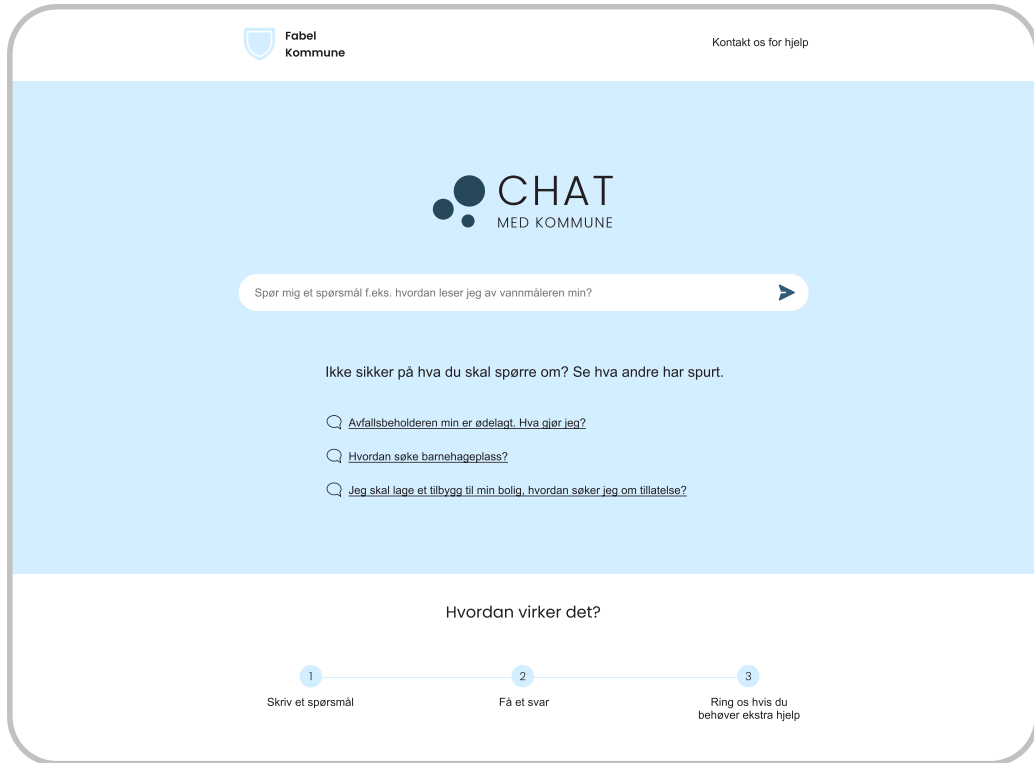 Fabel
Kommune
Kontakt os for hjelp
CHAT
MED KOMMUNE
Spør mig et spørsmål f.eks. hvordan leser jeg av vannmåleren min?
Ikke sikker på hva du skal spørre om? Se hva andre har spurt.
Avfallsbeholderen min er ødelagt. Hva gjør jeg?
Hvordan søke barnehageplass?
Jeg skal lage et tilbygg til min bolig, hvordan søker jeg om tillatelse?
Hvordan virker det?
1
Skriv et spørsmål
2
Få et svar
3
Ring os hvis du
behøver ekstra hjelp